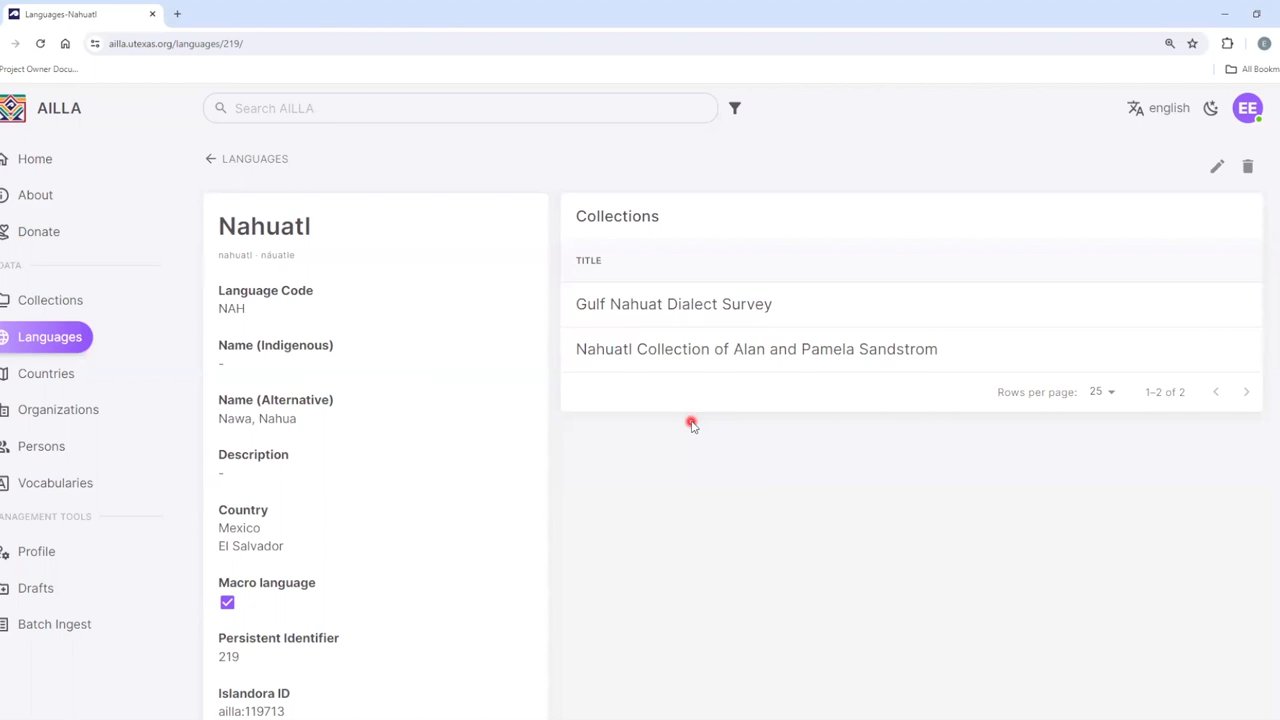 Languages-Nahuatl
ailla.utexas.org/languages/219/
E
Project Owner Docu...
All Bookm
AILLA
Search AILLA
english
EE
Home
About
Donate
DATA
Collections
Languages
Countries
Organizations
Persons
Vocabularies
ANAGEMENT TOOLS
Profile
Drafts
Batch Ingest
LANGUAGES
Nahuatl
nahuatl · náuatle
Language Code
NAH
Name (Indigenous)
-
Name (Alternative)
Nawa, Nahua
Description
-
Country
Mexico
El Salvador
Macro language
Persistent Identifier
219
Islandora ID
ailla:119713
Collections
TITLE
Gulf Nahuat Dialect Survey
Nahuatl Collection of Alan and Pamela Sandstrom
Rows per page: 25 1–2 of 2